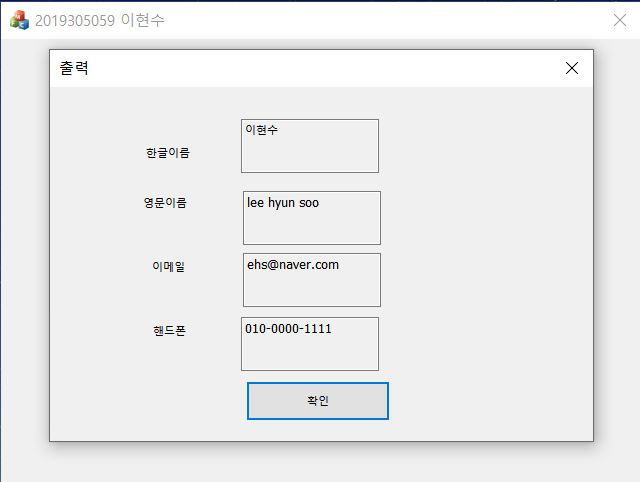 2019305059 이현수
출력
한글이름
이현수
영문이름
lee hyun soo
이메일
ehs@naver.com
핸드폰
010-0000-1111
확인